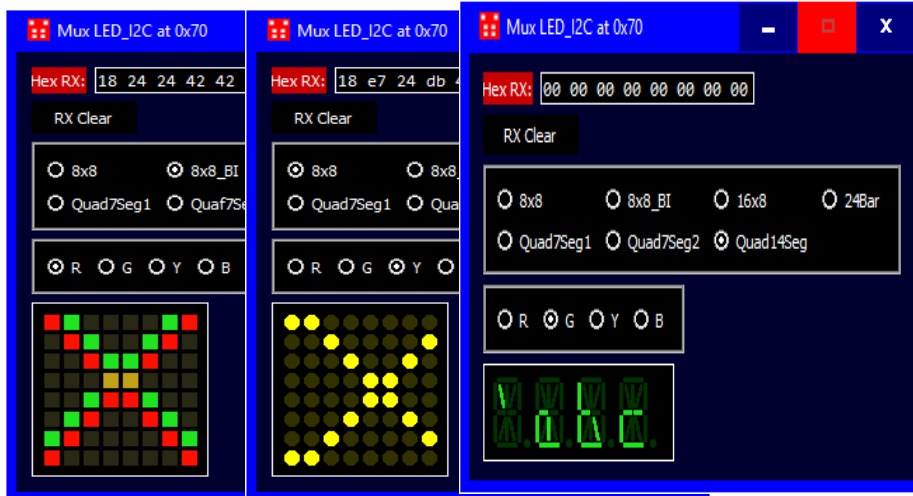 Mux LED_I2C at 0x70
Hex RX: 18 24 24 42 42
RX Clear
8x8 8x8_BI
Quad7Seg1 Quaf7Se
R G Y B
Mux LED_I2C at 0x70
Hex RX: 18 e7 24 db
RX Clear
8x8 8x8_
Quad7Seg1 Qua
R G Y
Mux LED_I2C at 0x70 X
Hex RX: 00 00 00 00 00 00 00 00
RX Clear
8x8 8x8_BI 16x8 24Bar
Quad7Seg1 Quad7Seg2 Quad14Seg
R G Y B